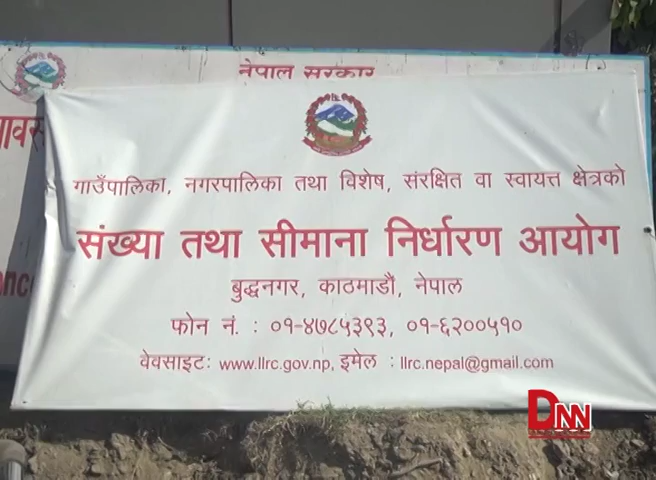 नेपाल सरकार
गाउँपालिका, नगरपालिका तथा विशेष, संरक्षित वा स्वायत्त क्षेत्रको
संख्या तथा सीमाना निर्धारण आयोग
बुद्धनगर, काठमाडौं, नेपाल
फोन नं. : ०१-४७८५३९३, ०१-६२००५१०
वेवसाइट: www.llrc.gov.np, इमेल : llrc.nepal@gmail.com
DNN